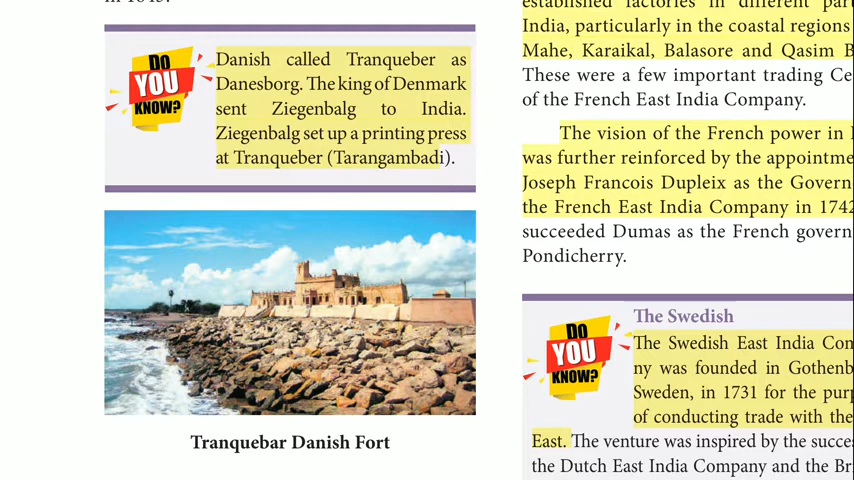 in 1845.
DO
YOU
KNOW?
Danish called Tranqueber as
Danesborg. The king of Denmark
sent Ziegenbalg to India.
Ziegenbalg set up a printing press
at Tranqueber (Tarangambadi).
Tranquebar Danish Fort
established factories in different par
India, particularly in the coastal regions
Mahe, Karaikal, Balasore and Qasim B
These were a few important trading Ce
of the French East India Company.
The vision of the French power in I
was further reinforced by the appointme
Joseph Francois Dupleix as the Govern
the French East India Company in 1742
succeeded Dumas as the French govern
Pondicherry.
DO
YOU
KNOW?
The Swedish
The Swedish East India Com
ny was founded in Gothenb
Sweden, in 1731 for the purp
of conducting trade with the
East. The venture was inspired by the succes
the Dutch East India Company and the Br